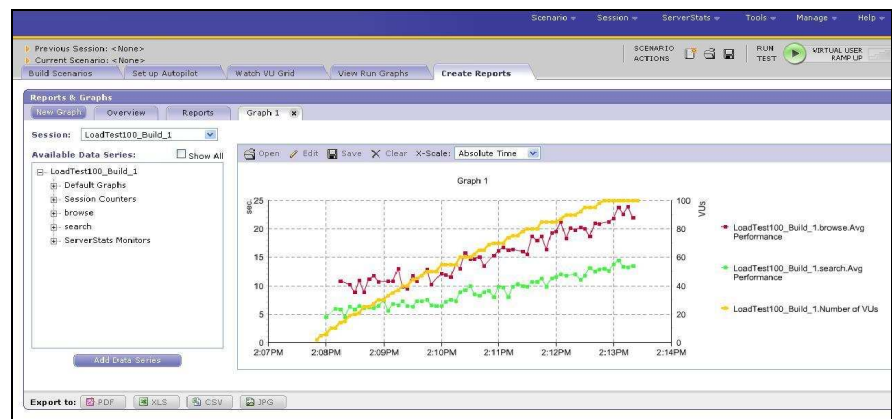 Scenario Session ServerStats Tools Manage Help
Previous Session: <None>
Current Scenario: <None>
SCENARIO ACTIONS
RUN TEST
VIRTUAL USER RAMP UP
Build Scenarios Set up Autopilot Watch VU Grid View Run Graphs Create Reports
Reports & Graphs
New Graph Overview Reports Graph 1
Session: LoadTest100_Build_1
Available Data Series: Show All
LoadTest100_Build_1
Default Graphs
Session Counters
browse
search
ServerStats Monitors
Add Data Series
Open Edit Save Clear X-Scale: Absolute Time
Graph 1
sec.
25
20
15
10
5
0
100
80
60
40
20
0
VUs
2:07PM 2:08PM 2:09PM 2:10PM 2:11PM 2:12PM 2:13PM 2:14PM
LoadTest100_Build_1.browse.Avg
Performance
LoadTest100_Build_1.search.Avg
Performance
LoadTest100_Build_1.Number of VUs
Export to: PDF XLS CSV JPG